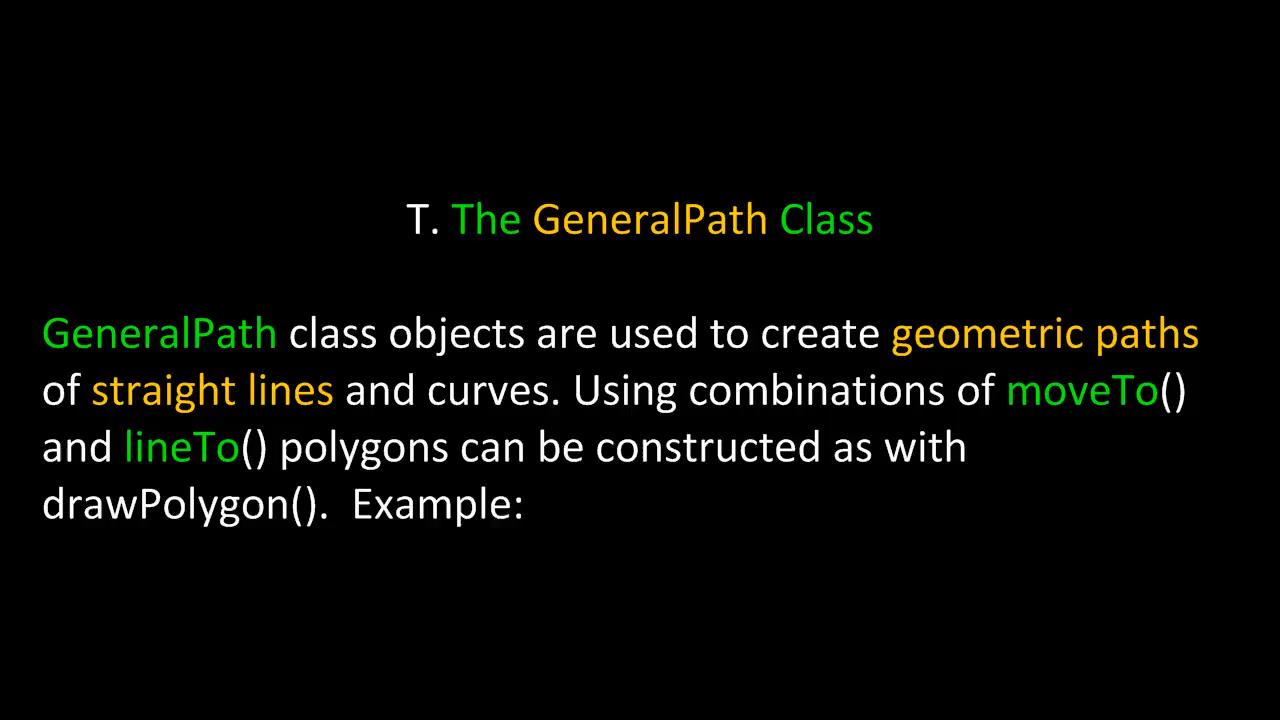 T. The GeneralPath Class
GeneralPath class objects are used to create geometric paths
of straight lines and curves. Using combinations of moveTo()
and lineTo() polygons can be constructed as with
drawPolygon().  Example: